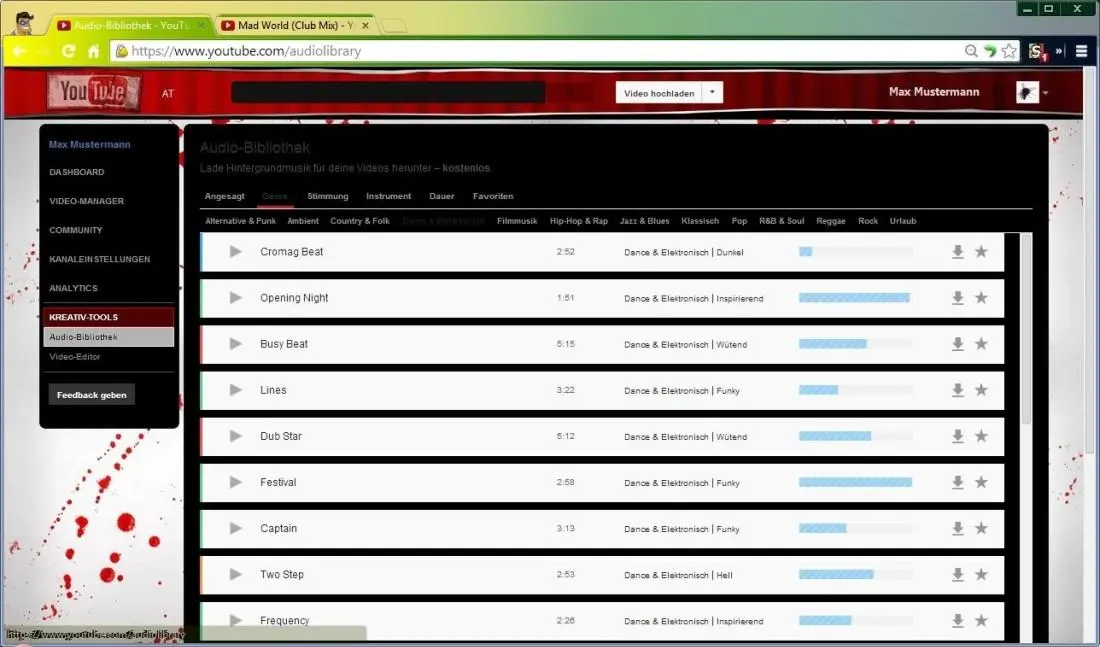 Audio-Bibliothek - YouTu
Mad World (Club Mix) - Y
https://www.youtube.com/audiolibrary
YouTube AT
Video hochladen
Max Mustermann
Max Mustermann
DASHBOARD
VIDEO-MANAGER
COMMUNITY
KANALEINSTELLUNGEN
ANALYTICS
KREATIV-TOOLS
Audio-Bibliothek
Video-Editor
Feedback geben
Audio-Bibliothek
Lade Hintergrundmusik für deine Videos herunter – kostenlos
Angesagt Genre Stimmung Instrument Dauer Favoriten
Alternative & Punk Ambient Country & Folk Dance & Elektronisch Filmmusik Hip-Hop & Rap Jazz & Blues Klassisch Pop R&B & Soul Reggae Rock Urlaub
Cromag Beat 2:52 Dance & Elektronisch | Dunkel
Opening Night 1:51 Dance & Elektronisch | Inspirierend
Busy Beat 5:15 Dance & Elektronisch | Wütend
Lines 3:22 Dance & Elektronisch | Funky
Dub Star 5:12 Dance & Elektronisch | Wütend
Festival 2:58 Dance & Elektronisch | Funky
Captain 3:13 Dance & Elektronisch | Funky
Two Step 2:53 Dance & Elektronisch | Hell
Frequency 2:26 Dance & Elektronisch | Inspirierend
https://www.youtube.com/audiolibrary